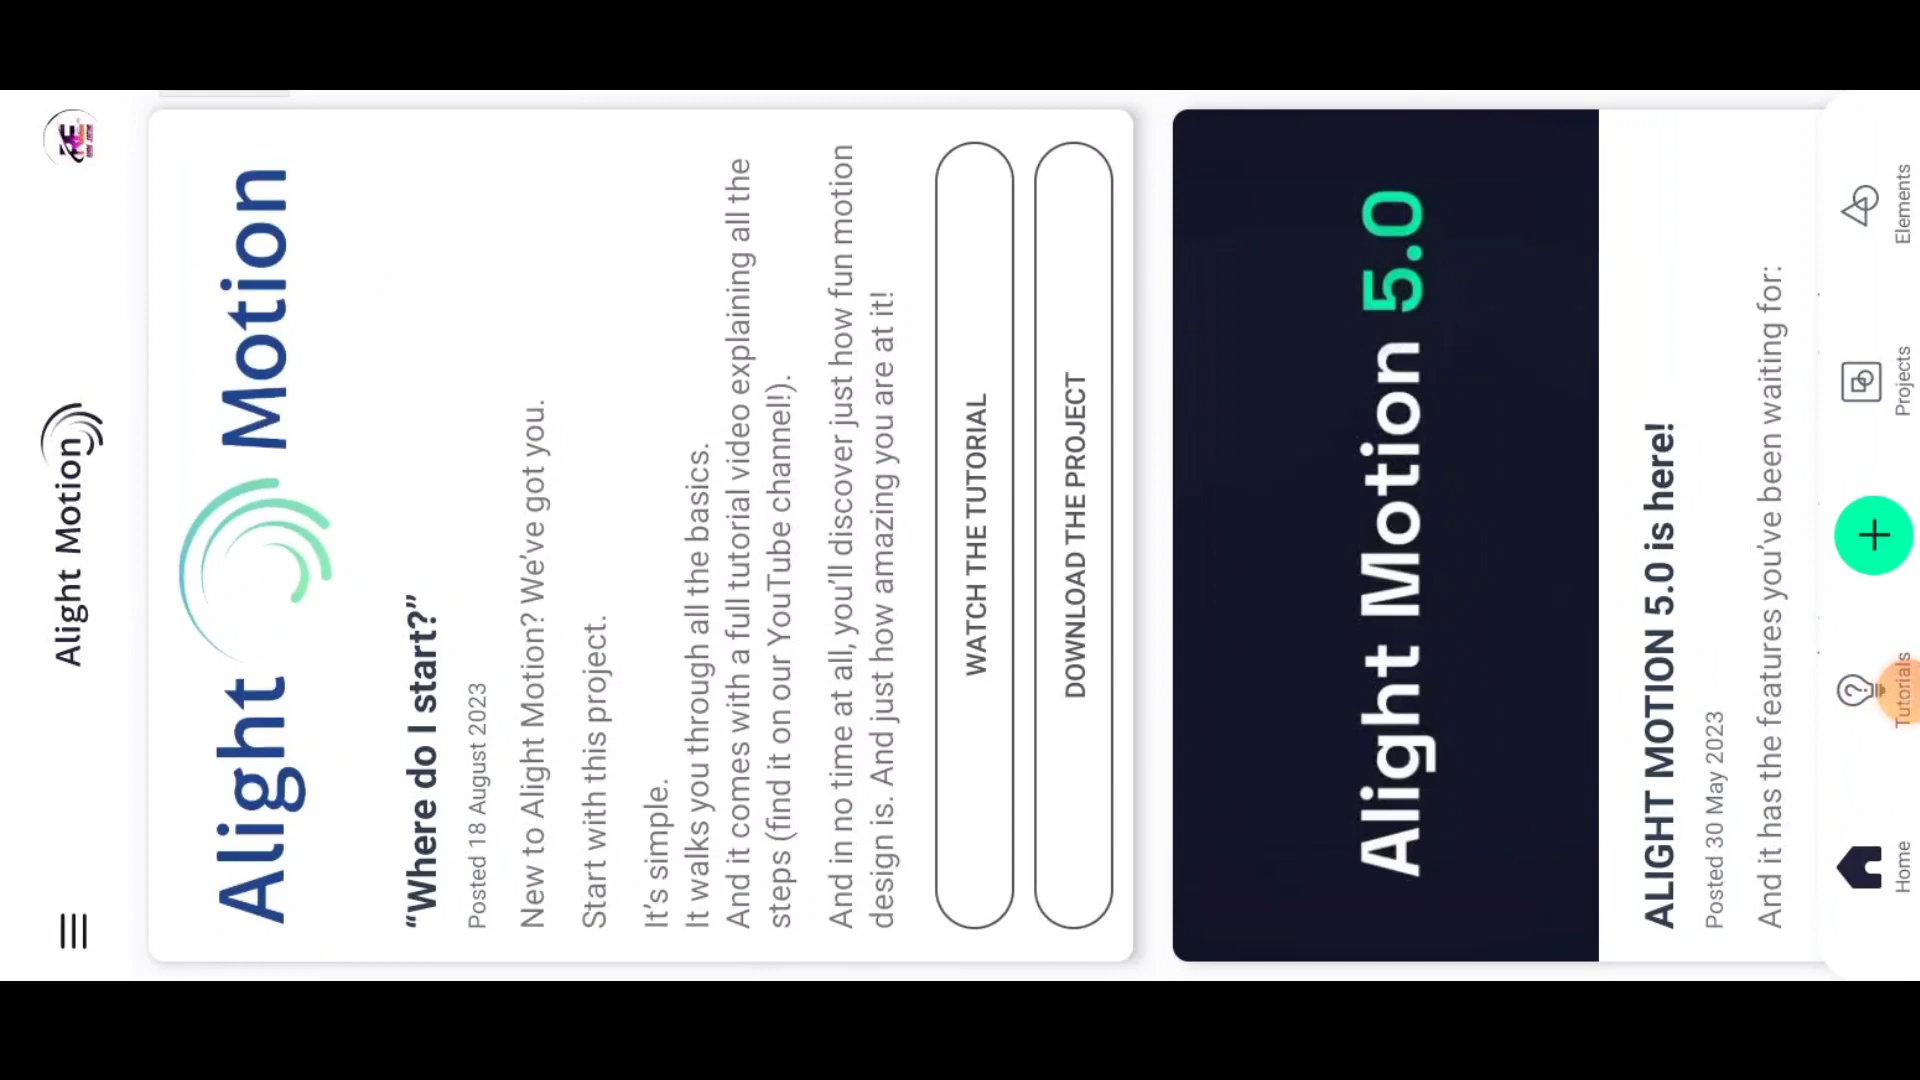 Alight Motion
Alight Motion
“Where do I start?”
Posted 18 August 2023
New to Alight Motion? We’ve got you.
Start with this project.
It’s simple.
It walks you through all the basics.
And it comes with a full tutorial video explaining all the
steps (find it on our YouTube channel!).
And in no time at all, you’ll discover just how fun motion
design is. And just how amazing you are at it!
WATCH THE TUTORIAL
DOWNLOAD THE PROJECT
Alight Motion 5.0
ALIGHT MOTION 5.0 is here!
Posted 30 May 2023
And it has the features you’ve been waiting for:
Home
Tutorials
Projects
Elements